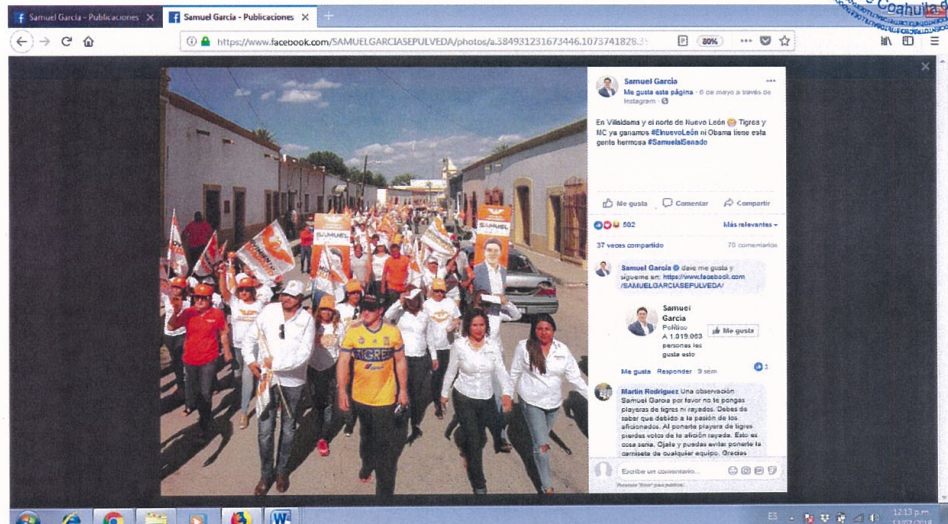 Coahuila d
Samuel García - Publicaciones
Samuel García - Publicaciones
https://www.facebook.com/SAMUELGARCIASEPULVEDA/photos/a.384931231673446.1073741828.
80%
Samuel García
Me gusta esta página · 6 de mayo a través de
Instagram ·
En Villaldama y el norte de Nuevo León Tigres y
MC ya ganamos #ElnuevoLeón ni Obama tiene esta
gente hermosa #SamuelalSenado
Me gusta Comentar Compartir
502 Más relevantes
37 veces compartido 70 comentarios
Samuel García dale me gusta y
sígueme en: https://www.facebook.com
/SAMUELGARCIASEPULVEDA/
Samuel
García
Político
A 1.019.063
personas les
gusta esto
Me gusta
Me gusta · Responder · 9 sem
3
Martín Rodríguez Una observación
Samuel García por favor no te pongas
playeras de tigres ni rayados. Debes de
saber que debido a la pasión de los
aficionados. Al ponerte playera de tigres
pierdes votos de la afición rayada. Esto es
cosa seria. Ojala y puedas evitar ponerte la
camiseta de cualquier equipo. Gracias
Escribe un comentario...
SAMUEL
SAMUEL
MOVIMIENTO
TIGRES
ES
12:13 p.m.